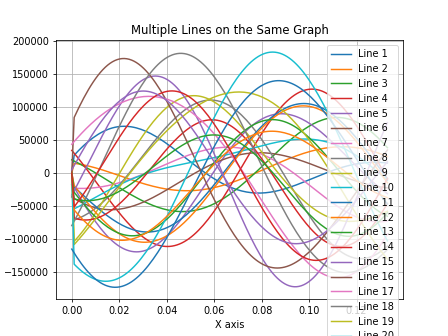 Multiple Lines on the Same Graph
200000
150000
100000
50000
0
−50000
−100000
−150000
0.00
0.02
0.04
0.06
0.08
0.10
X axis
Line 1
Line 2
Line 3
Line 4
Line 5
Line 6
Line 7
Line 8
Line 9
Line 10
Line 11
Line 12
Line 13
Line 14
Line 15
Line 16
Line 17
Line 18
Line 19
Line 20